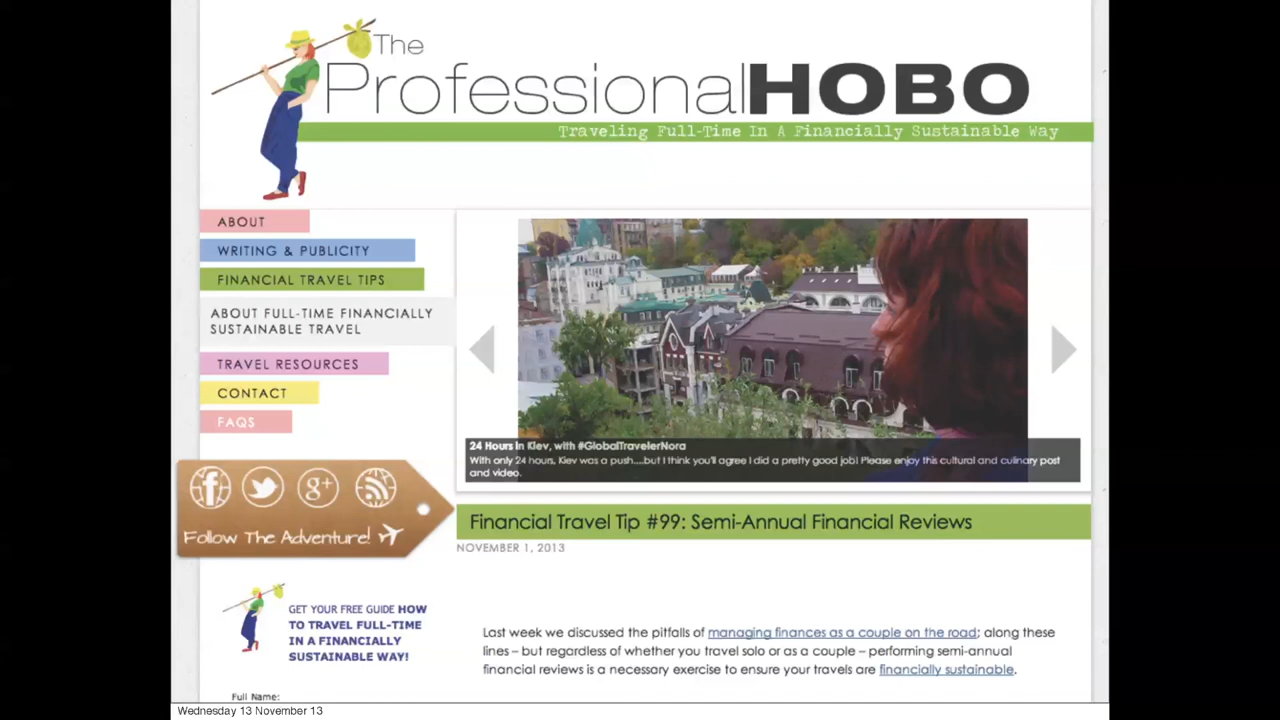 The
ProfessionalHOBO
Traveling Full-Time In A Financially Sustainable Way
ABOUT
WRITING & PUBLICITY
FINANCIAL TRAVEL TIPS
ABOUT FULL-TIME FINANCIALLY
SUSTAINABLE TRAVEL
TRAVEL RESOURCES
CONTACT
FAQS
f g+
Follow The Adventure!
GET YOUR FREE GUIDE HOW
TO TRAVEL FULL-TIME
IN A FINANCIALLY
SUSTAINABLE WAY!
Full Name:
24 Hours in Kiev, with #GlobalTravelerNora
With only 24 hours, Kiev was a push....but I think you'll agree I did a pretty good job! Please enjoy this cultural and culinary post
and video.
Financial Travel Tip #99: Semi-Annual Financial Reviews
NOVEMBER 1, 2013
Last week we discussed the pitfalls of managing finances as a couple on the road; along these
lines – but regardless of whether you travel solo or as a couple – performing semi-annual
financial reviews is a necessary exercise to ensure your travels are financially sustainable.
Wednesday 13 November 13